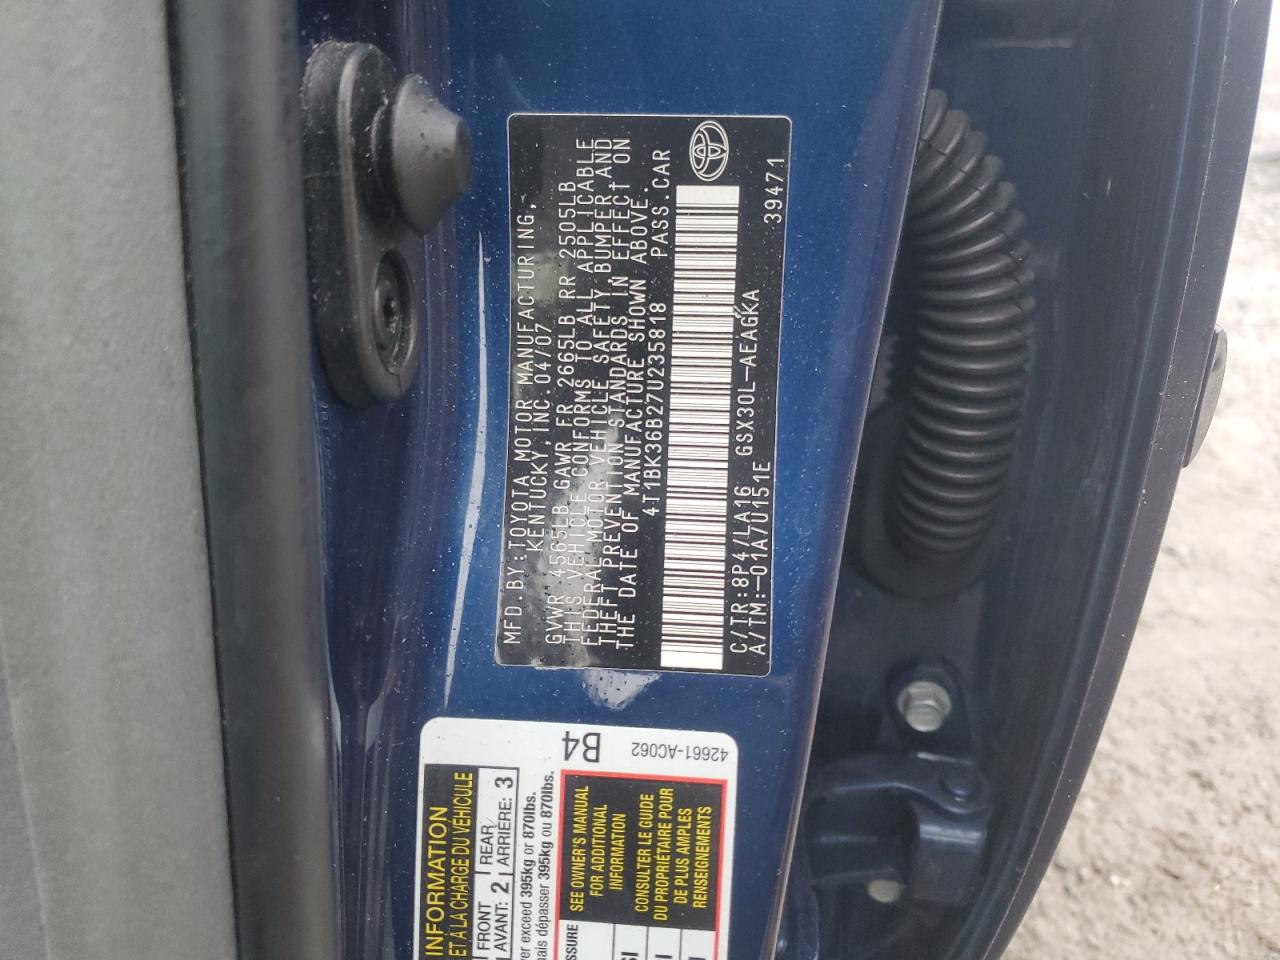 MFD.BY:TOYOTA MOTOR MANUFACTURING,
KENTUCKY, INC. 04/07
GVWR 4565LB GAWR FR 2665LB RR 2505LB
THIS VEHICLE CONFORMS TO ALL APPLICABLE
FEDERAL MOTOR VEHICLE SAFETY, BUMPER, AND
THEFT PREVENTION STANDARDS IN EFFECT ON
THE DATE OF MANUFACTURE SHOWN ABOVE.
4T1BK36B27U235818 PASS.CAR
C/TR:8P4/LA16 GSX30L-AEAGKA
A/TM:-01A/U151E
39471
B4
42661-AC062
INFORMATION
ET À LA CHARGE DU VÉHICULE
FRONT
AVANT: 2
REAR
ARRIÈRE: 3
exceed 395kg or 870lbs.
dépasser 395kg ou 870lbs.
SEE OWNER'S MANUAL
FOR ADDITIONAL
INFORMATION
CONSULTER LE GUIDE
DU PROPRIÉTAIRE POUR
DE PLUS AMPLES
RENSEIGNEMENTS